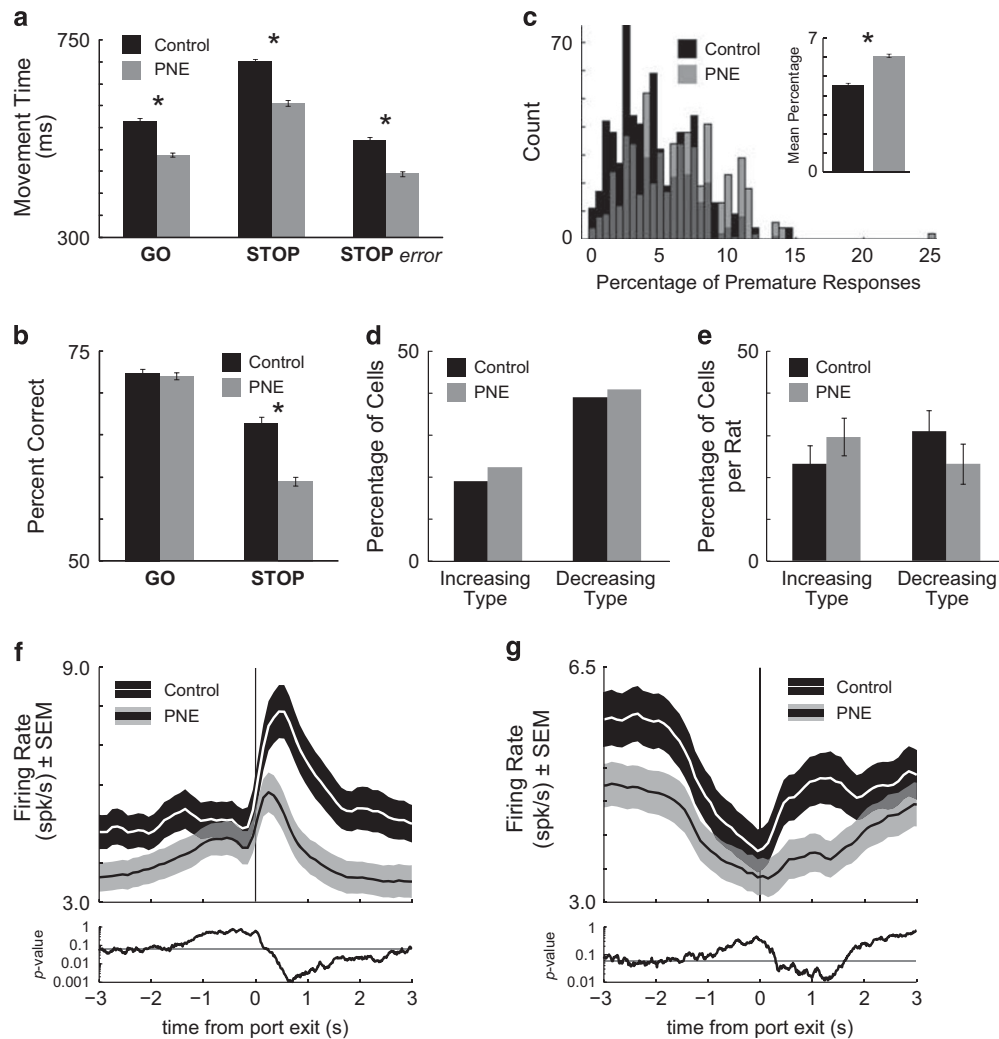 a
Movement Time
(ms)
750
300
Control
PNE
*
*
*
GO
STOP
STOP error
c
Count
70
0
Control
PNE
0
5
10
15
20
25
Percentage of Premature Responses
Mean Percentage
7
0
*
b
Percent Correct
75
50
Control
PNE
*
GO
STOP
d
Percentage of Cells
50
0
Control
PNE
Increasing
Type
Decreasing
Type
e
Percentage of Cells
per Rat
50
0
Control
PNE
Increasing
Type
Decreasing
Type
f
Firing Rate
(spk/s) ± SEM
9.0
3.0
Control
PNE
p-value
1
0.1
0.01
0.001
−3
−2
−1
0
1
2
3
time from port exit (s)
g
Firing Rate
(spk/s) ± SEM
6.5
3.0
Control
PNE
p-value
1
0.1
0.01
−3
−2
−1
0
1
2
3
time from port exit (s)